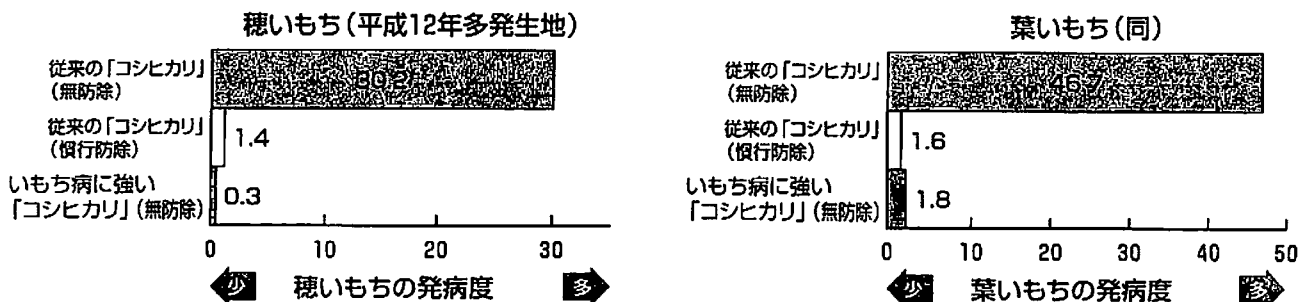 穂いもち（平成12年多発生地）
従来の「コシヒカリ」
（無防除）
30.2
従来の「コシヒカリ」
（慣行防除）
1.4
いもち病に強い
「コシヒカリ」（無防除）
0.3
0 10 20 30
少 穂いもちの発病度 多
葉いもち（同）
従来の「コシヒカリ」
（無防除）
46.7
従来の「コシヒカリ」
（慣行防除）
1.6
いもち病に強い
「コシヒカリ」（無防除）
1.8
0 10 20 30 40 50
少 葉いもちの発病度 多